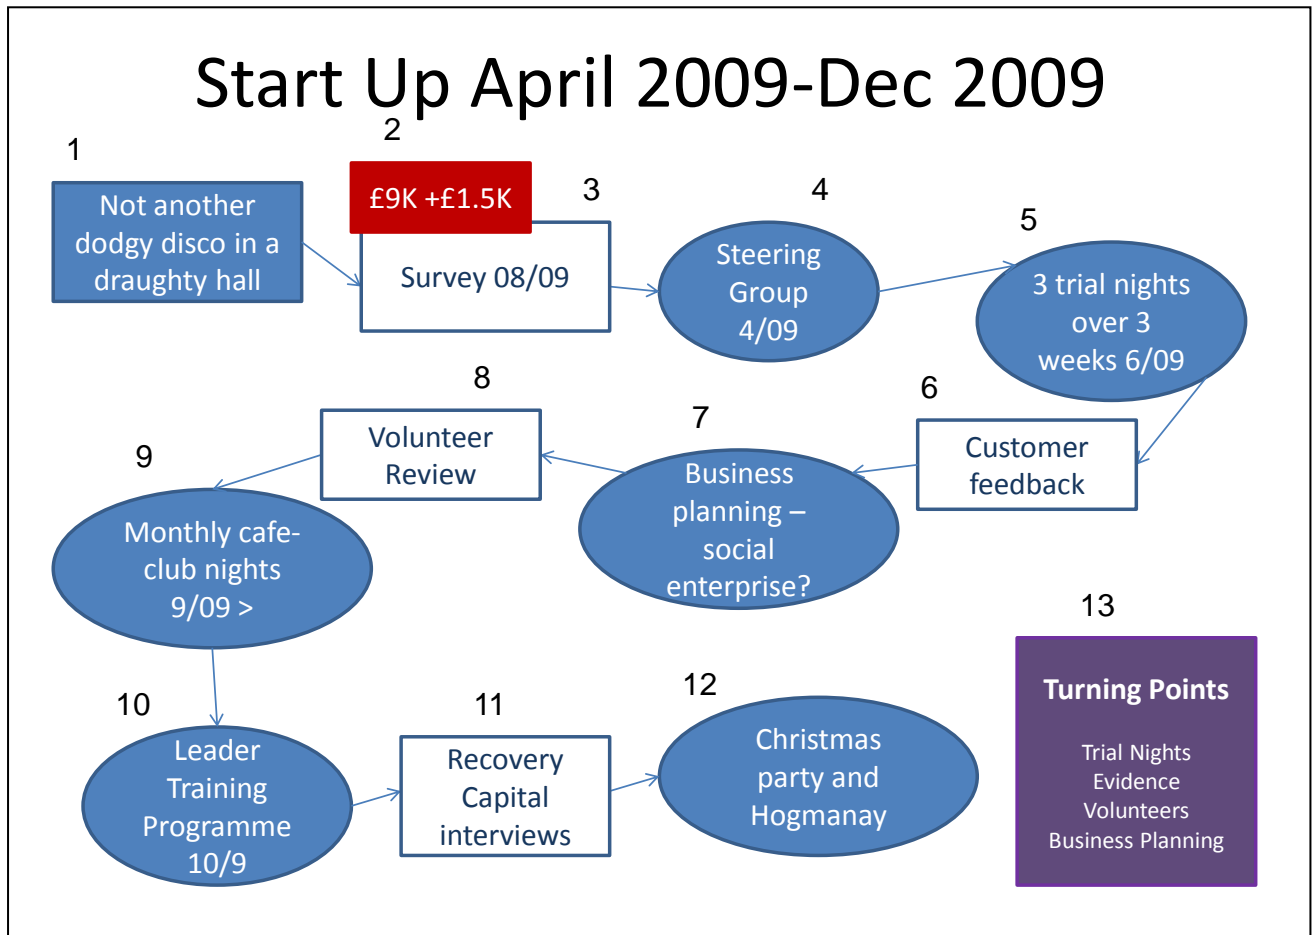 Start Up April 2009-Dec 2009
1
Not another
dodgy disco in a
draughty hall
2
£9K +£1.5K
3
Survey 08/09
4
Steering
Group
4/09
5
3 trial nights
over 3
weeks 6/09
6
Customer
feedback
7
Business
planning –
social
enterprise?
8
Volunteer
Review
9
Monthly cafe-
club nights
9/09 >
10
Leader
Training
Programme
10/9
11
Recovery
Capital
interviews
12
Christmas
party and
Hogmanay
13
Turning Points
Trial Nights
Evidence
Volunteers
Business Planning